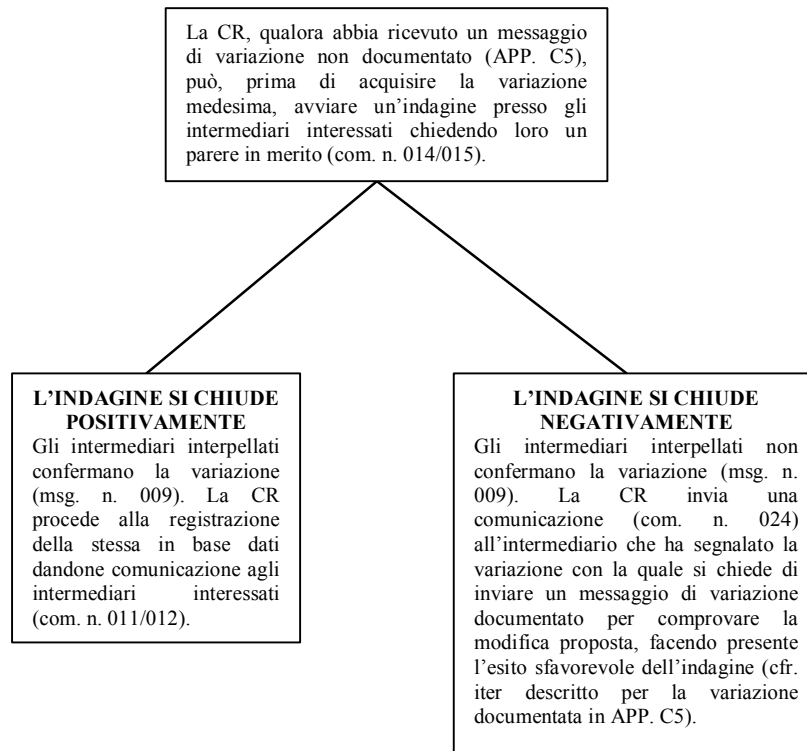 La CR, qualora abbia ricevuto un messaggio
di variazione non documentato (APP. C5),
può, prima di acquisire la variazione
medesima, avviare un’indagine presso gli
intermediari interessati chiedendo loro un
parere in merito (com. n. 014/015).
L’INDAGINE SI CHIUDE
POSITIVAMENTE
Gli intermediari interpellati
confermano la variazione
(msg. n. 009). La CR
procede alla registrazione
della stessa in base dati
dandone comunicazione agli
intermediari interessati
(com. n. 011/012).
L’INDAGINE SI CHIUDE
NEGATIVAMENTE
Gli intermediari interpellati non
confermano la variazione (msg. n.
009). La CR invia una
comunicazione (com. n. 024)
all’intermediario che ha segnalato la
variazione con la quale si chiede di
inviare un messaggio di variazione
documentato per comprovare la
modifica proposta, facendo presente
l’esito sfavorevole dell’indagine (cfr.
iter descritto per la variazione
documentata in APP. C5).